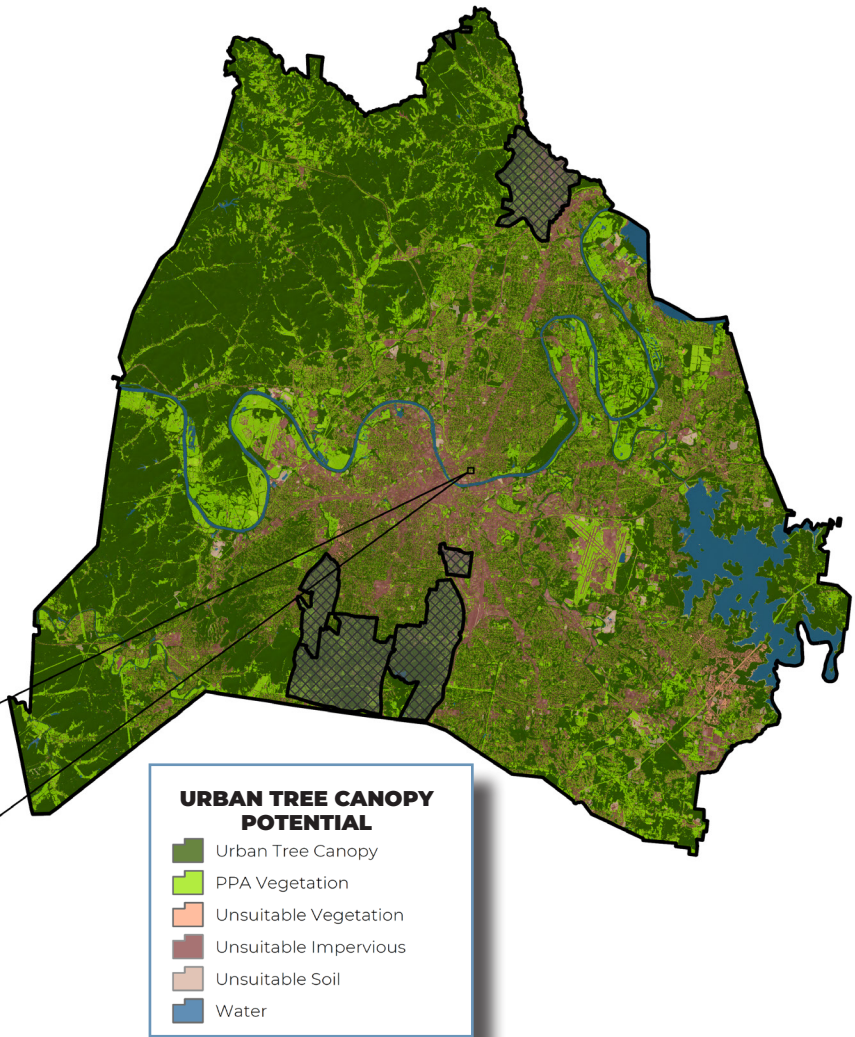 URBAN TREE CANOPY
POTENTIAL
Urban Tree Canopy
PPA Vegetation
Unsuitable Vegetation
Unsuitable Impervious
Unsuitable Soil
Water